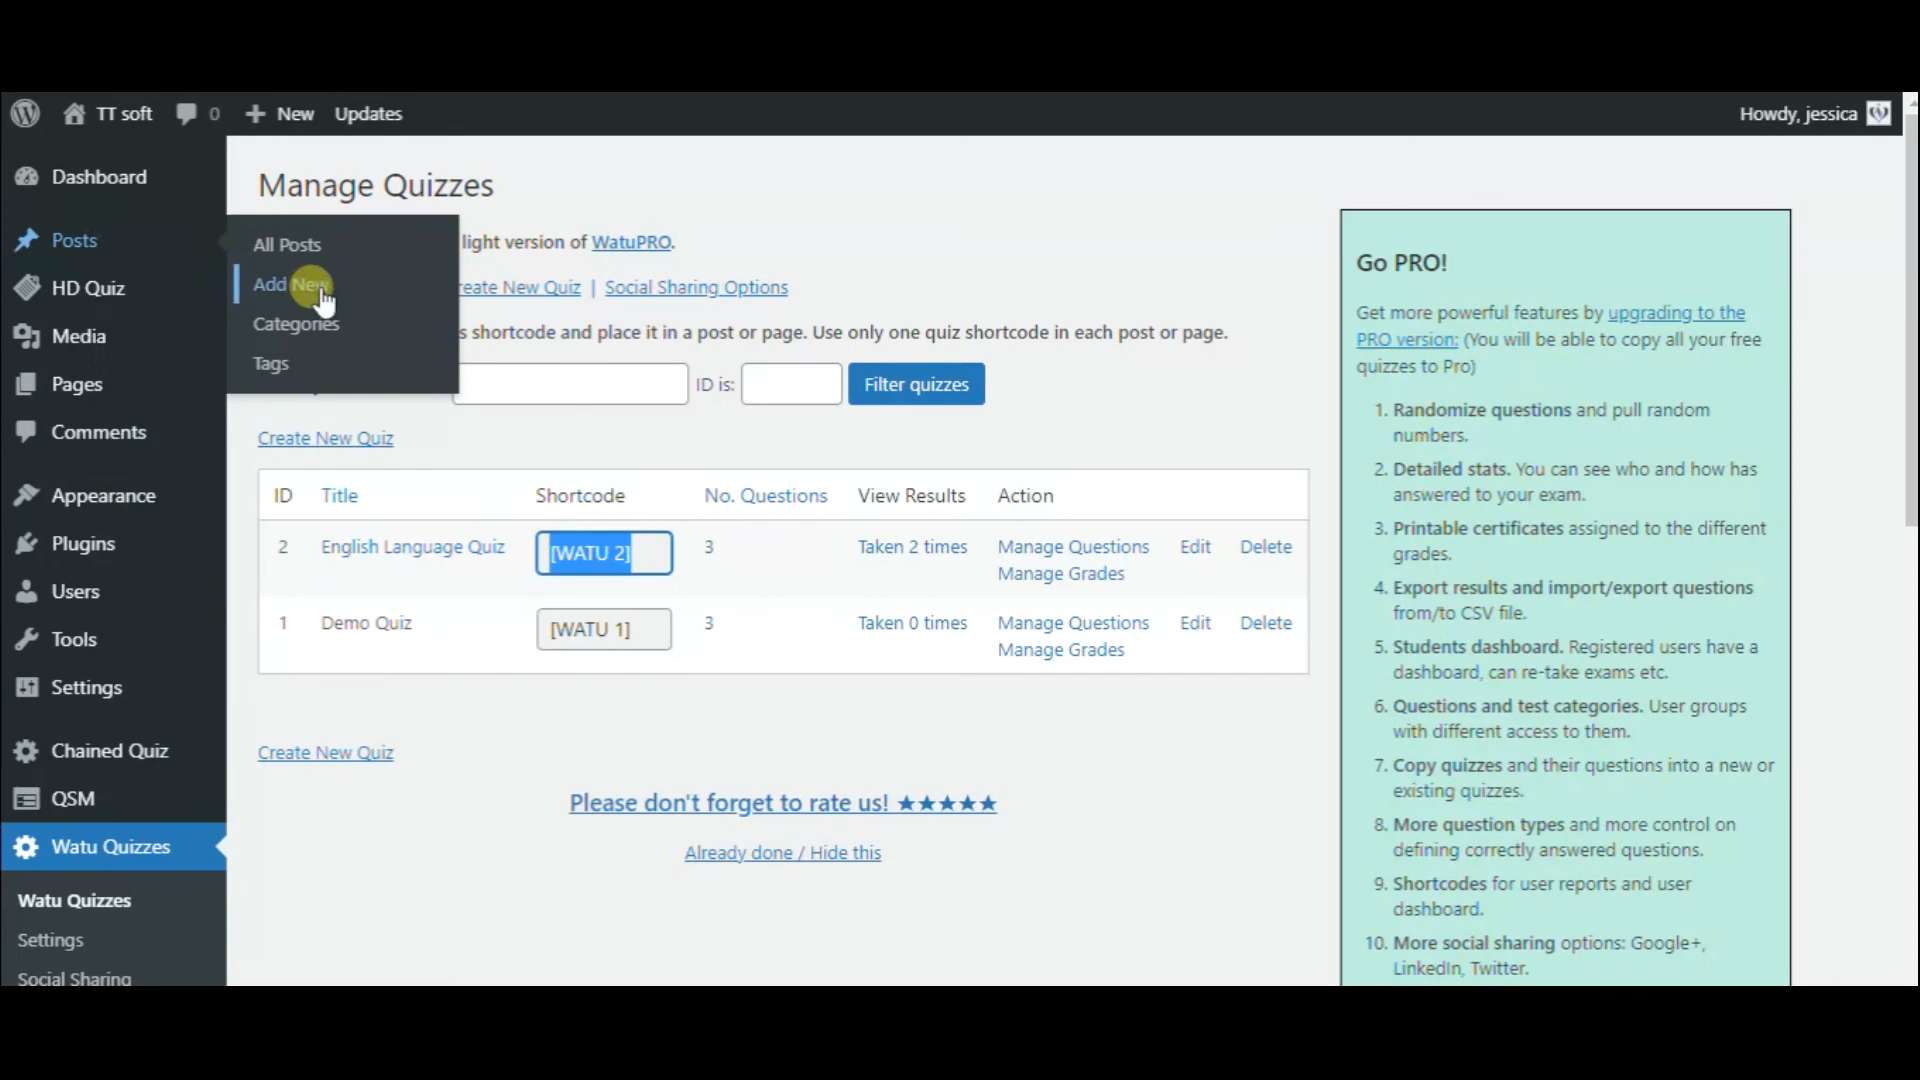 TT soft 0 New Updates Howdy, jessica
Dashboard
Posts
HD Quiz
Media
Pages
Comments
Appearance
Plugins
Users
Tools
Settings
Chained Quiz
QSM
Watu Quizzes
Watu Quizzes
Settings
Social Sharing
All Posts
Add New
Categories
Tags
Manage Quizzes
light version of WatuPRO.
reate New Quiz | Social Sharing Options
s shortcode and place it in a post or page. Use only one quiz shortcode in each post or page.
ID is: Filter quizzes
Create New Quiz
ID Title Shortcode No. Questions View Results Action
2 English Language Quiz [WATU 2] 3 Taken 2 times Manage Questions Edit Delete
Manage Grades
1 Demo Quiz [WATU 1] 3 Taken 0 times Manage Questions Edit Delete
Manage Grades
Create New Quiz
Please don't forget to rate us! ★★★★★
Already done / Hide this
Go PRO!
Get more powerful features by upgrading to the
PRO version: (You will be able to copy all your free
quizzes to Pro)
1. Randomize questions and pull random
numbers.
2. Detailed stats. You can see who and how has
answered to your exam.
3. Printable certificates assigned to the different
grades.
4. Export results and import/export questions
from/to CSV file.
5. Students dashboard. Registered users have a
dashboard, can re-take exams etc.
6. Questions and test categories. User groups
with different access to them.
7. Copy quizzes and their questions into a new or
existing quizzes.
8. More question types and more control on
defining correctly answered questions.
9. Shortcodes for user reports and user
dashboard.
10. More social sharing options: Google+,
LinkedIn, Twitter.